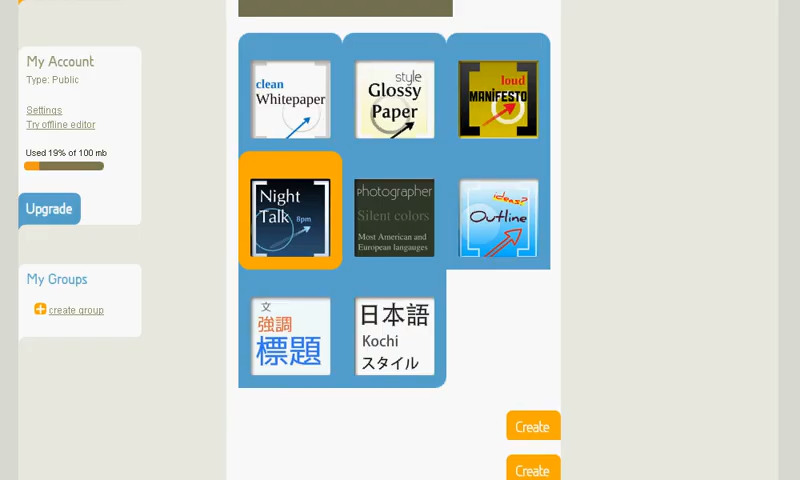 My Account
Type: Public
Settings
Try offline editor
Used 19% of 100 mb
Upgrade
My Groups
create group
clean
Whitepaper
style
Glossy
Paper
loud
MANiFESTO
Night
Talk
8pm
photographer
Silent colors
Most American and
European langauges
ideas?
Outline
文
強調
標題
日本語
Kochi
スタイル
Create
Create